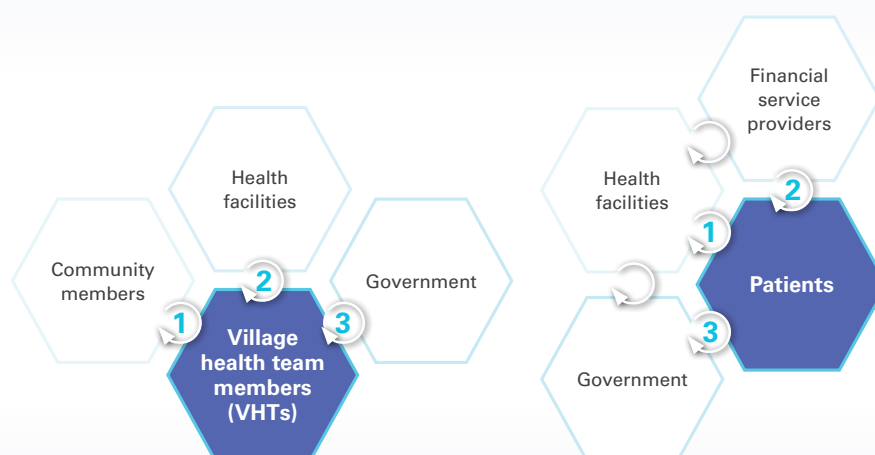 Community
members
1
Health
facilities
2
Government
3
Village
health team
members
(VHTs)
Financial
service
providers
Health
facilities
2
1
Patients
3
Government